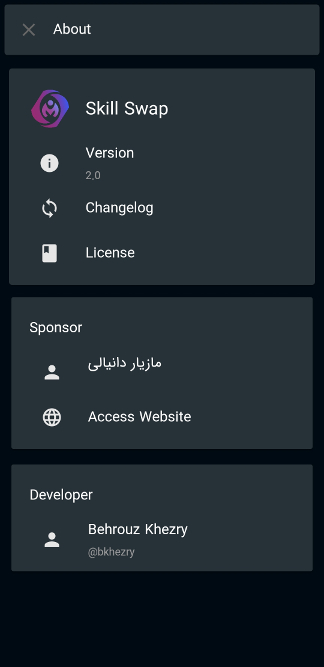 About
Skill Swap
Version
2,0
Changelog
License
Sponsor
مازیار دانیالی
Access Website
Developer
Behrouz Khezry
@bkhezry